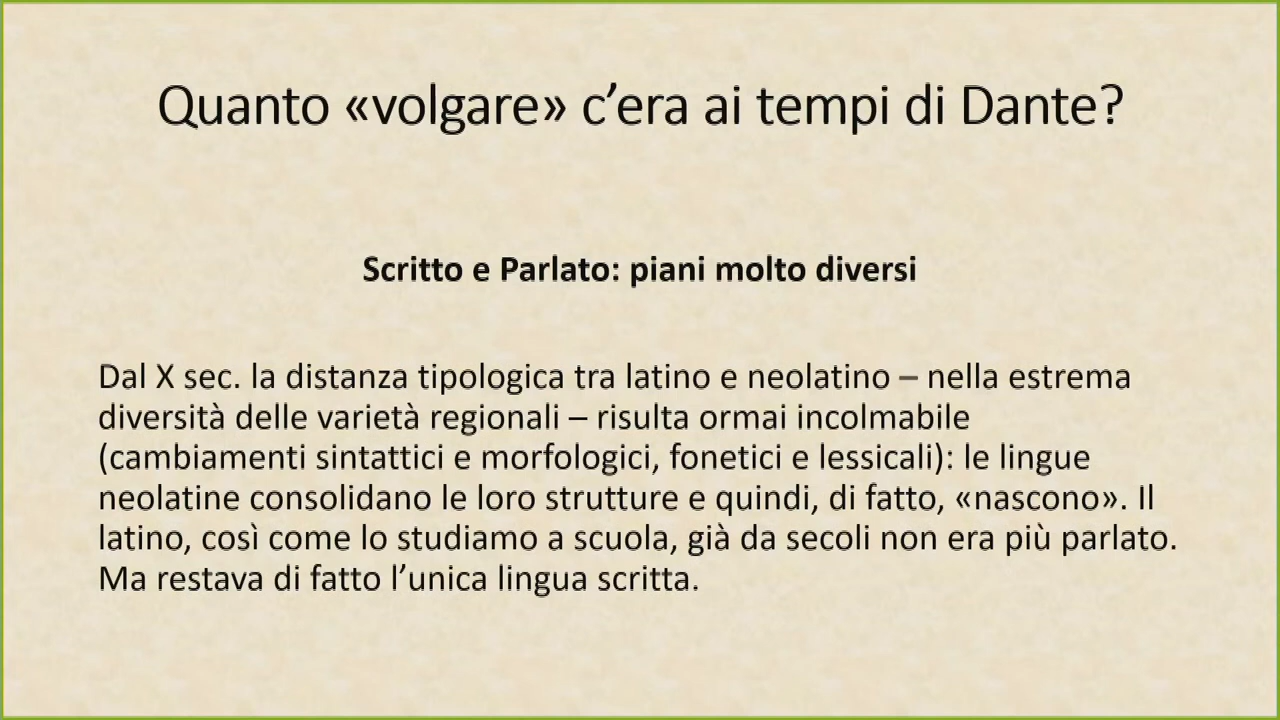 Quanto «volgare» c’era ai tempi di Dante?
Scritto e Parlato: piani molto diversi
Dal X sec. la distanza tipologica tra latino e neolatino – nella estrema
diversità delle varietà regionali – risulta ormai incolmabile
(cambiamenti sintattici e morfologici, fonetici e lessicali): le lingue
neolatine consolidano le loro strutture e quindi, di fatto, «nascono». Il
latino, così come lo studiamo a scuola, già da secoli non era più parlato.
Ma restava di fatto l’unica lingua scritta.